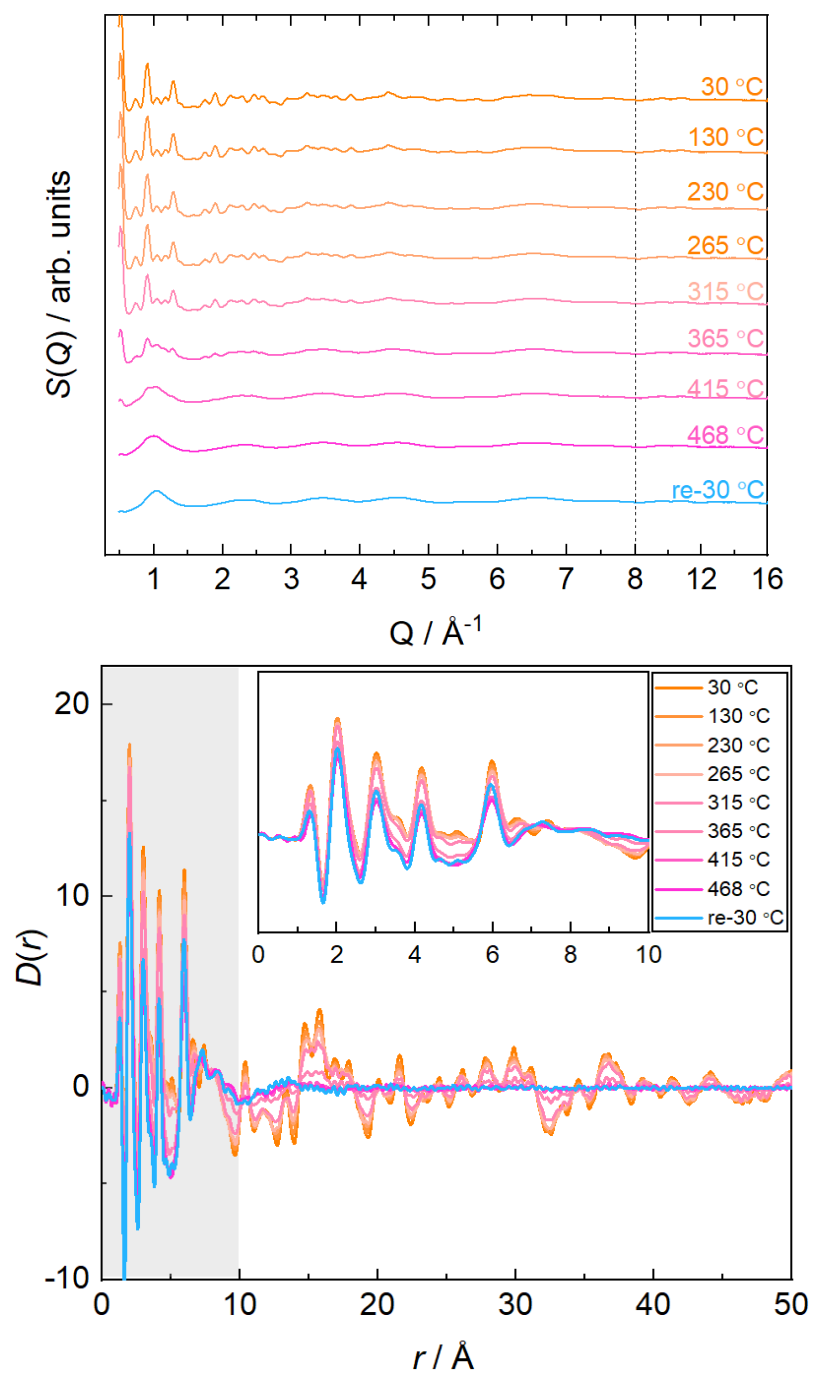 S(Q) / arb. units
30 °C
130 °C
230 °C
265 °C
315 °C
365 °C
415 °C
468 °C
re-30 °C
1 2 3 4 5 6 7 8 12 16
Q / Å⁻¹
D(r)
20
10
0
-10
0 2 4 6 8 10
30 °C
130 °C
230 °C
265 °C
315 °C
365 °C
415 °C
468 °C
re-30 °C
0 10 20 30 40 50
r / Å